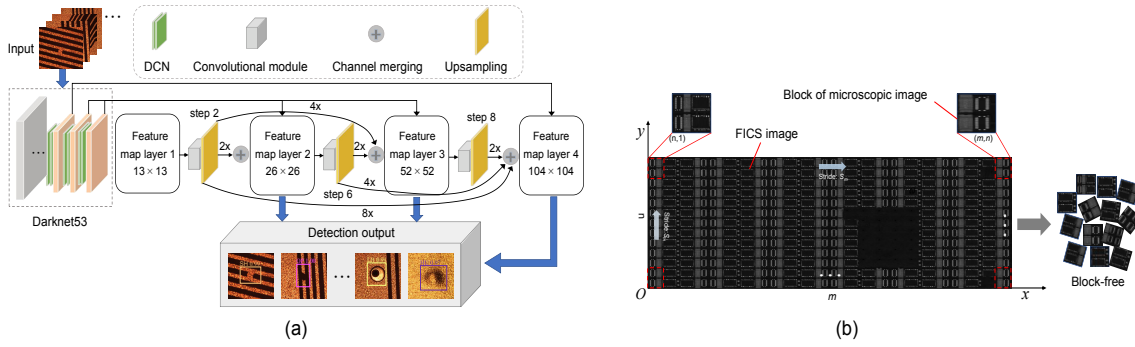 Input
DCN
Convolutional module
Channel merging
Upsampling
Darknet53
Feature
map layer 1
13 × 13
step 2
2x
4x
Feature
map layer 2
26 × 26
2x
step 6
4x
8x
Feature
map layer 3
52 × 52
step 8
2x
Feature
map layer 4
104 × 104
Detection output
(a)
y
(n,1)
FICS image
Block of microscopic image
(m,n)
n
Stride
Stride
O
m
x
Block-free
(b)